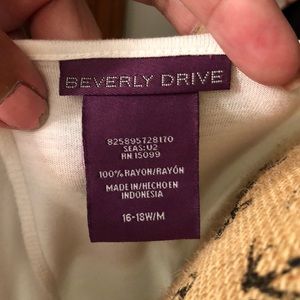 BEVERLY DRIVE
825895728170
SEAS: U2
RN 15099
100% RAYON/RAYÓN
MADE IN/HECHO EN
INDONESIA
16-18W/M